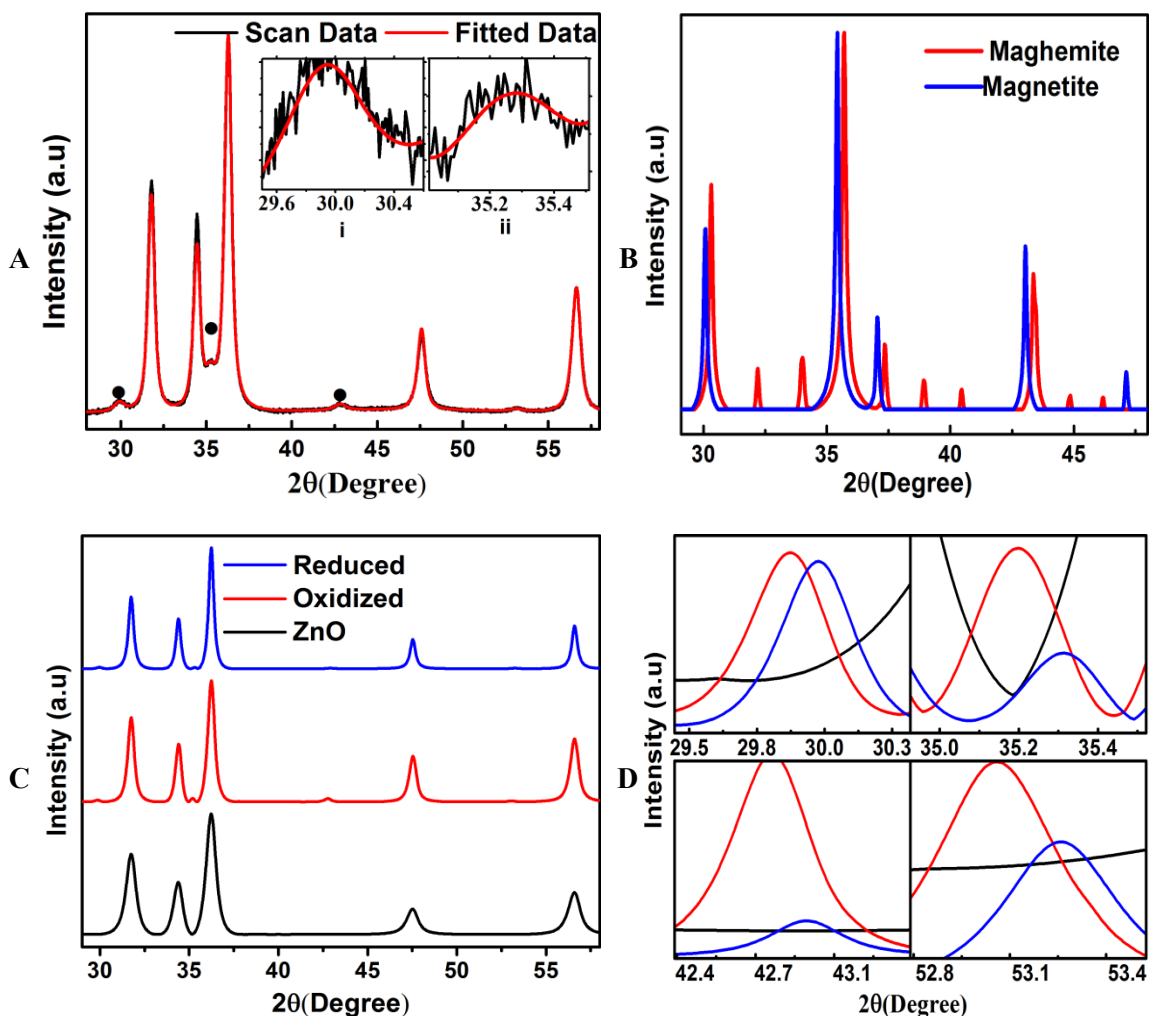 A
Scan Data
Fitted Data
29.6 30.0 30.4
i
35.2 35.4
ii
Intensity (a.u)
30 35 40 45 50 55
2θ(Degree)
B
Maghemite
Magnetite
Intensity (a.u)
30 35 40 45
2θ(Degree)
C
Reduced
Oxidized
ZnO
Intensity (a.u)
30 35 40 45 50 55
2θ(Degree)
D
Intensity (a.u)
29.5 29.8 30.0 30.3
35.0 35.2 35.4
42.4 42.7 43.1
52.8 53.1 53.4
2θ(Degree)